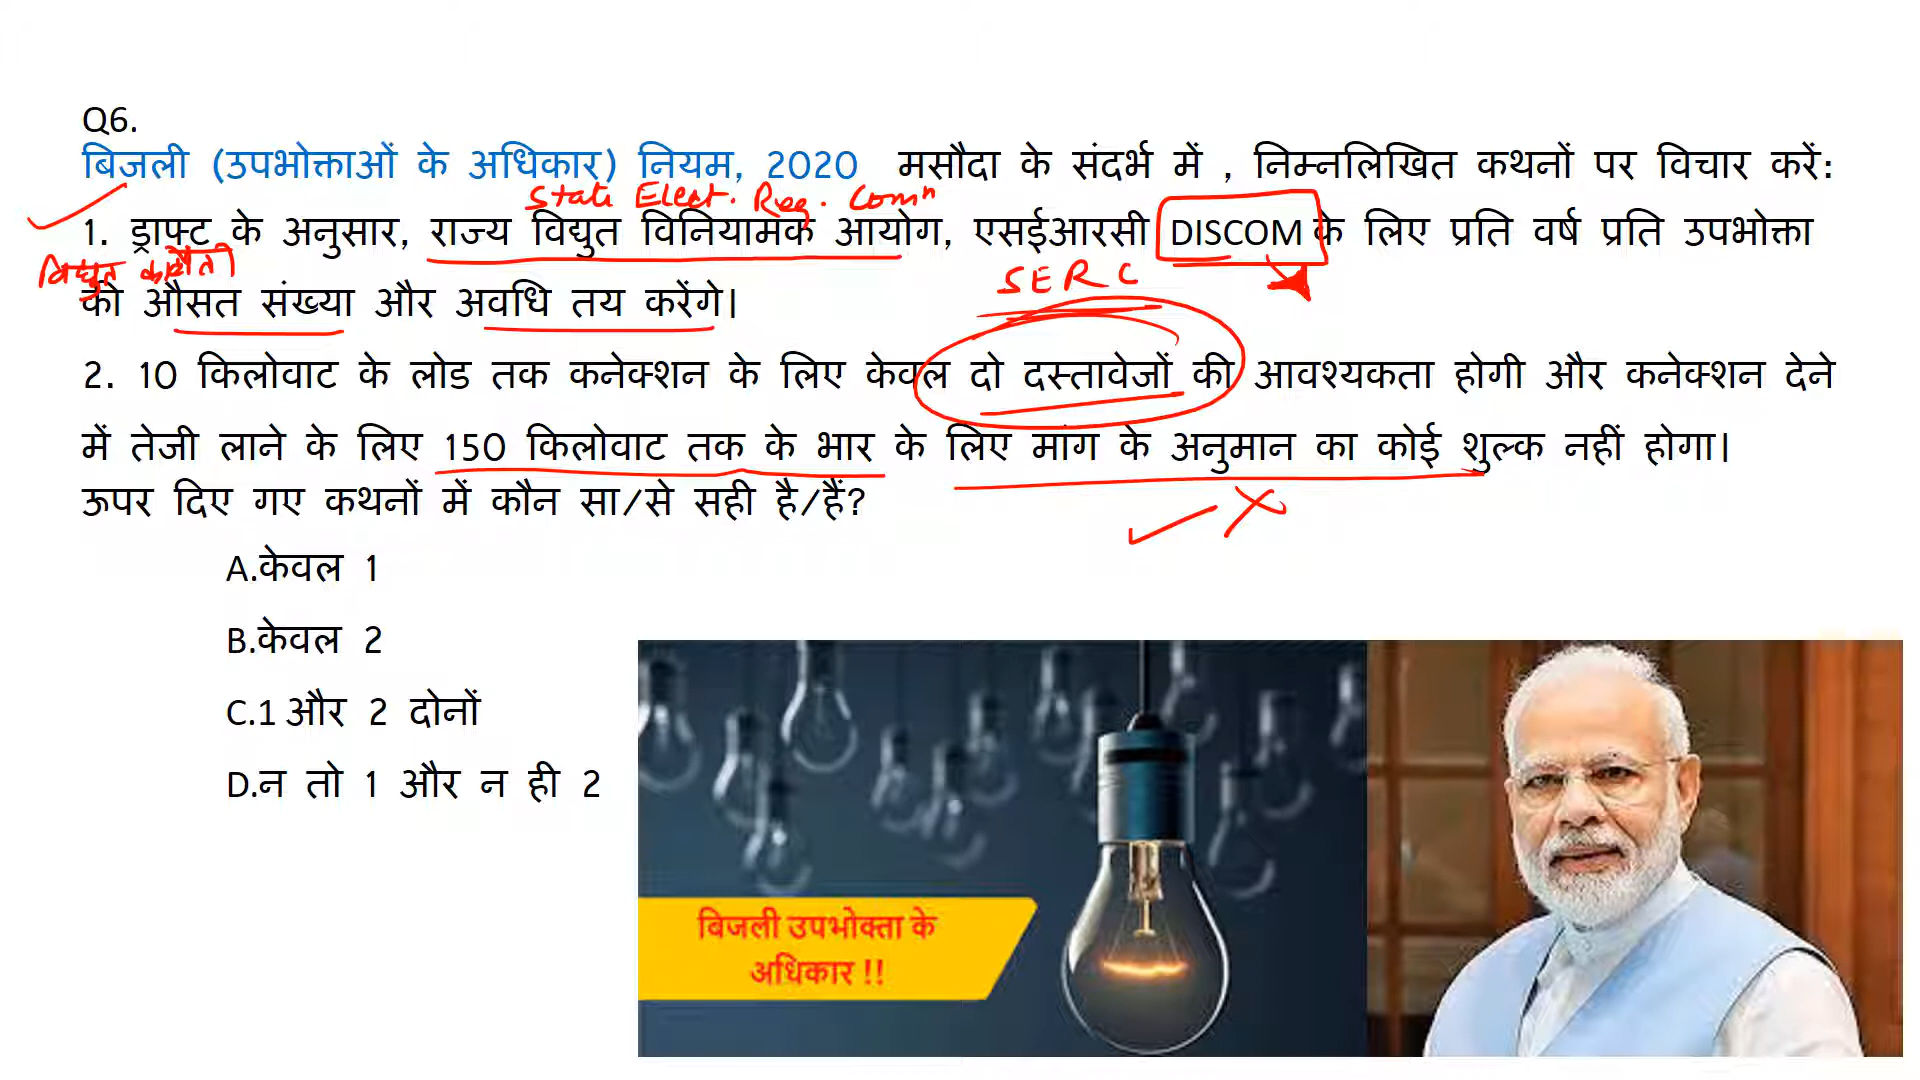 Q6.
बिजली (उपभोक्ताओं के अधिकार) नियम, 2020 मसौदा के संदर्भ में , निम्नलिखित कथनों पर विचार करें:
State Elect. Reg. Comn
1. ड्राफ्ट के अनुसार, राज्य विद्युत विनियामक आयोग, एसईआरसी DISCOM के लिए प्रति वर्ष प्रति उपभोक्ता
विद्युत कटौती
SERC
की औसत संख्या और अवधि तय करेंगे।
2. 10 किलोवाट के लोड तक कनेक्शन के लिए केवल दो दस्तावेजों की आवश्यकता होगी और कनेक्शन देने
में तेजी लाने के लिए 150 किलोवाट तक के भार के लिए मांग के अनुमान का कोई शुल्क नहीं होगा।
ऊपर दिए गए कथनों में कौन सा/से सही है/हैं?
A.केवल 1
B.केवल 2
C.1 और 2 दोनों
D.न तो 1 और न ही 2
बिजली उपभोक्ता के
अधिकार !!